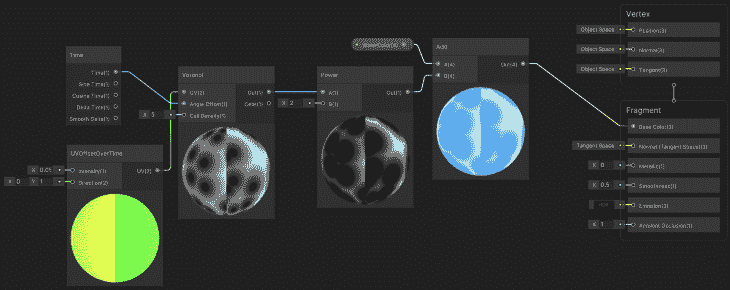 Time
Time(1)
Sine Time(1)
Cosine Time(1)
Delta Time(1)
Smooth Delta(1)
UVOffsetOverTime
X 0.05
Intensity(1)
UV(2)
X 0 Y 1
Direction(2)
Voronoi
UV(2)
Out(1)
Angle Offset(1)
Cells(1)
X 5
Cell Density(1)
Power
A(1)
Out(1)
X 2
B(1)
Add
A(4)
Out(4)
B(4)
Vertex
Object Space
Position(3)
Object Space
Normal(3)
Object Space
Tangent(3)
Fragment
Base Color(3)
Tangent Space
Normal (Tangent Space)(3)
X 0
Metallic(1)
X 0.5
Smoothness(1)
Emission(3)
X 1
Ambient Occlusion(1)